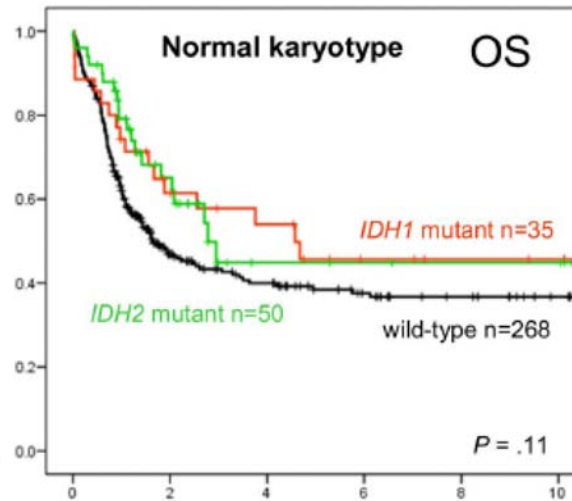 Normal karyotype OS
1.0
0.8
0.6
0.4
0.2
0.0
IDH1 mutant n=35
IDH2 mutant n=50
wild-type n=268
P = .11
0 2 4 6 8 10